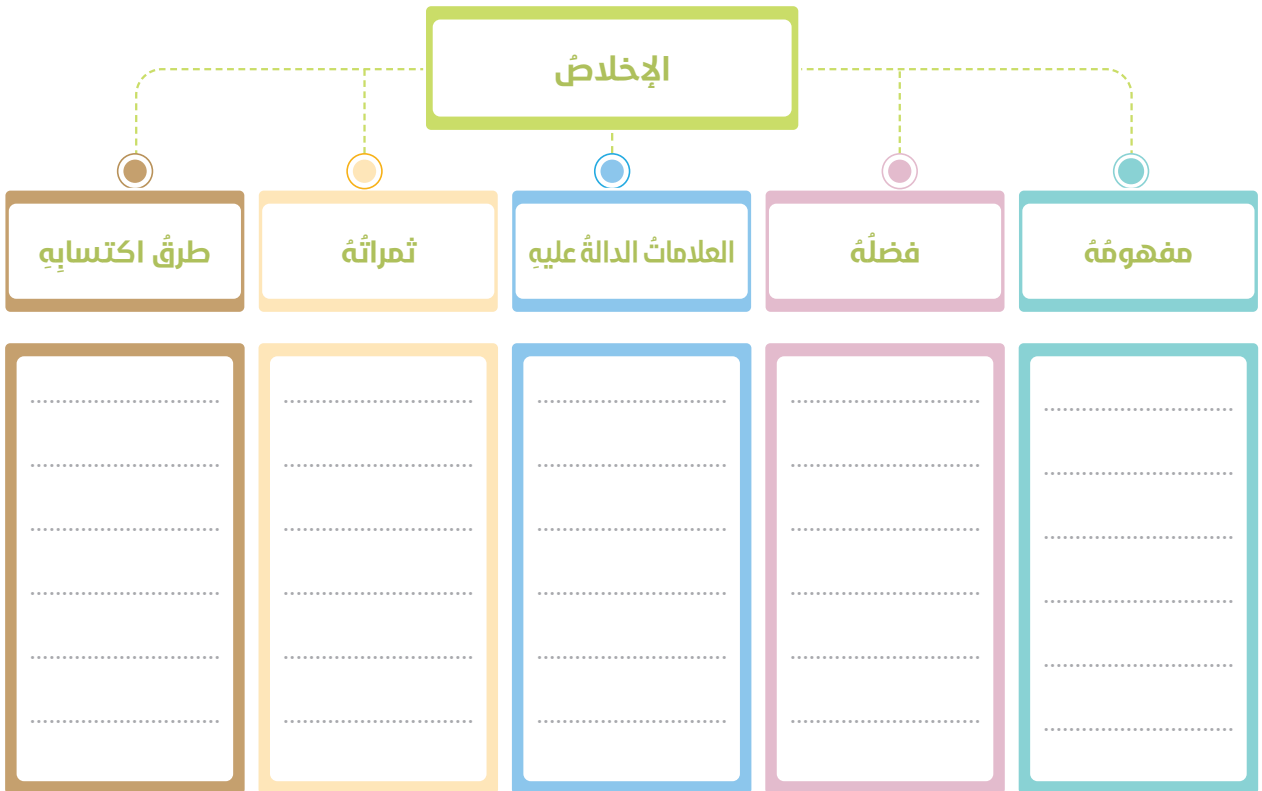 الإخلاصُ
مفهومُهُ
فضلُهُ
العلاماتُ الدالةُ عليهِ
ثمراتُهُ
طرقُ اكتسابِهِ